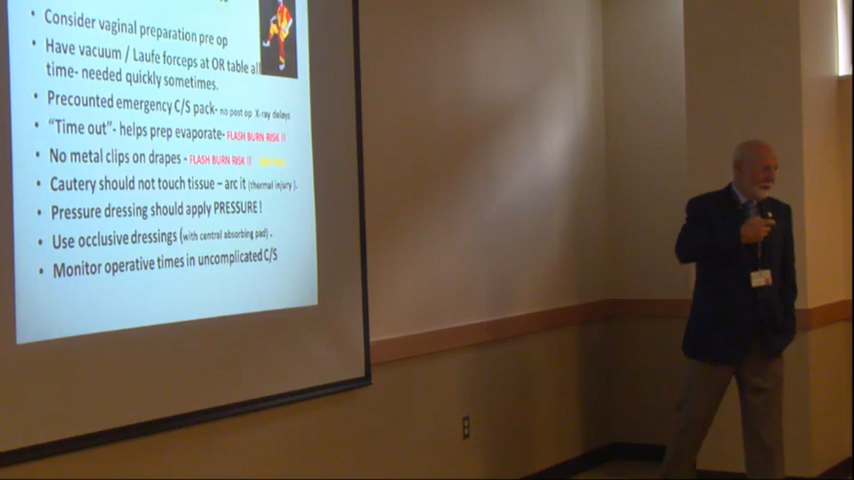 • Consider vaginal preparation pre op
• Have vacuum / Laufe forceps at OR table all
time- needed quickly sometimes.
• Precounted emergency C/S pack- no post op X-ray delays
• "Time out"- helps prep evaporate- FLASH BURN RISK !!
• No metal clips on drapes - FLASH BURN RISK !!
• Cautery should not touch tissue – arc it (thermal injury ).
• Pressure dressing should apply PRESSURE !
• Use occlusive dressings (with central absorbing pad) .
• Monitor operative times in uncomplicated C/S